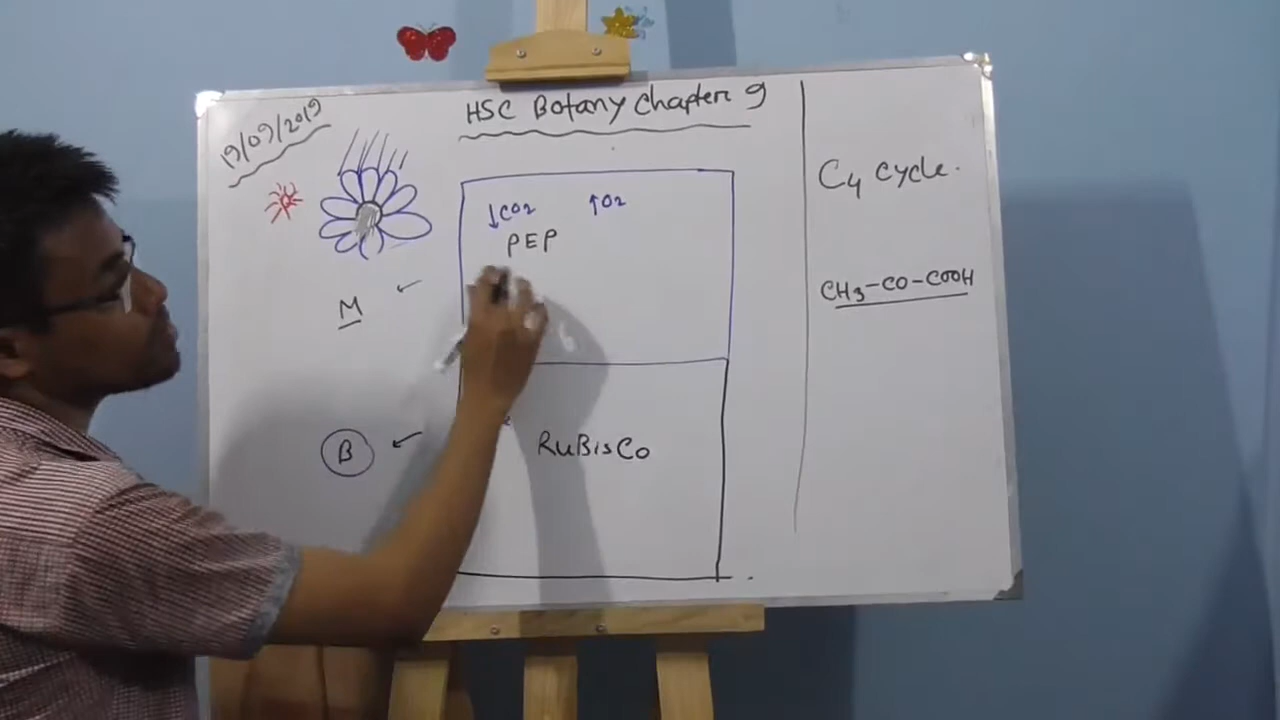 HSC Botany Chapter 9
19/09/2019
C4 cycle.
↓CO2 ↑O2
PEP
CH3-CO-COOH
M
B
RuBisCo